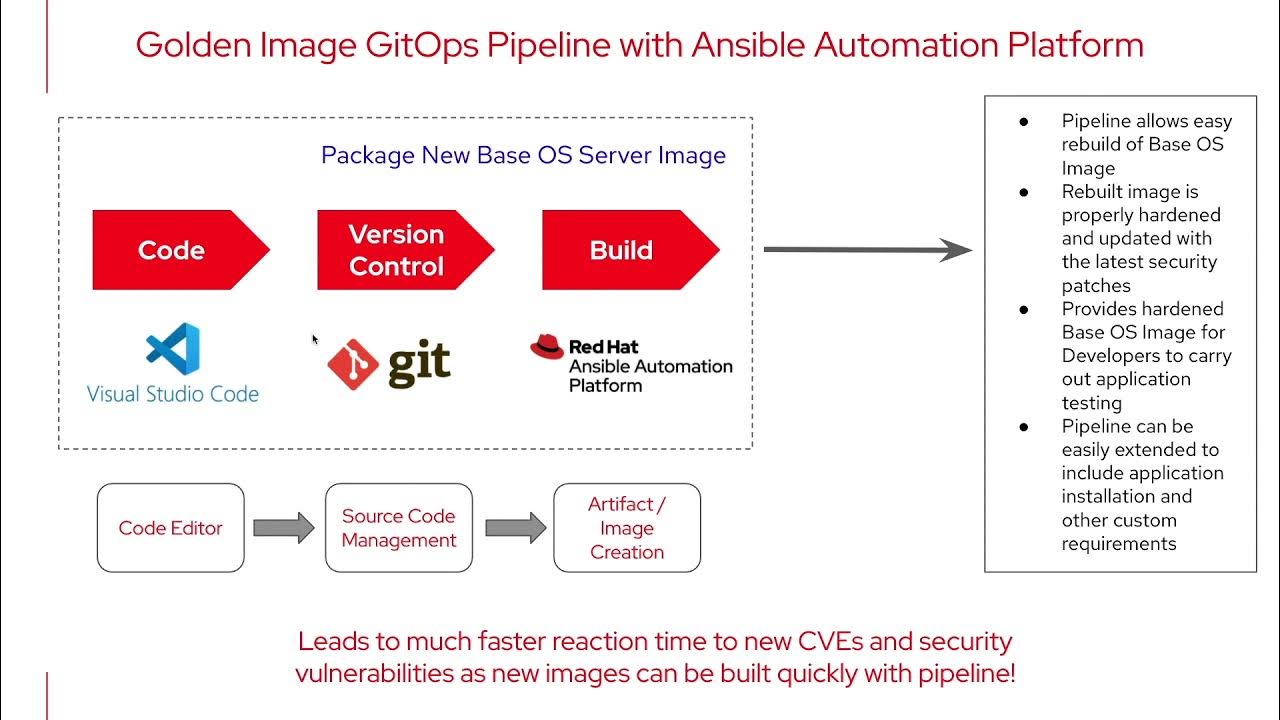 Golden Image GitOps Pipeline with Ansible Automation Platform
Package New Base OS Server Image
Code
Version
Control
Build
Visual Studio Code
git
Red Hat
Ansible Automation
Platform
Code Editor
Source Code
Management
Artifact /
Image
Creation
● Pipeline allows easy
rebuild of Base OS
Image
● Rebuilt image is
properly hardened
and updated with
the latest security
patches
● Provides hardened
Base OS Image for
Developers to carry
out application
testing
● Pipeline can be
easily extended to
include application
installation and
other custom
requirements
Leads to much faster reaction time to new CVEs and security
vulnerabilities as new images can be built quickly with pipeline!